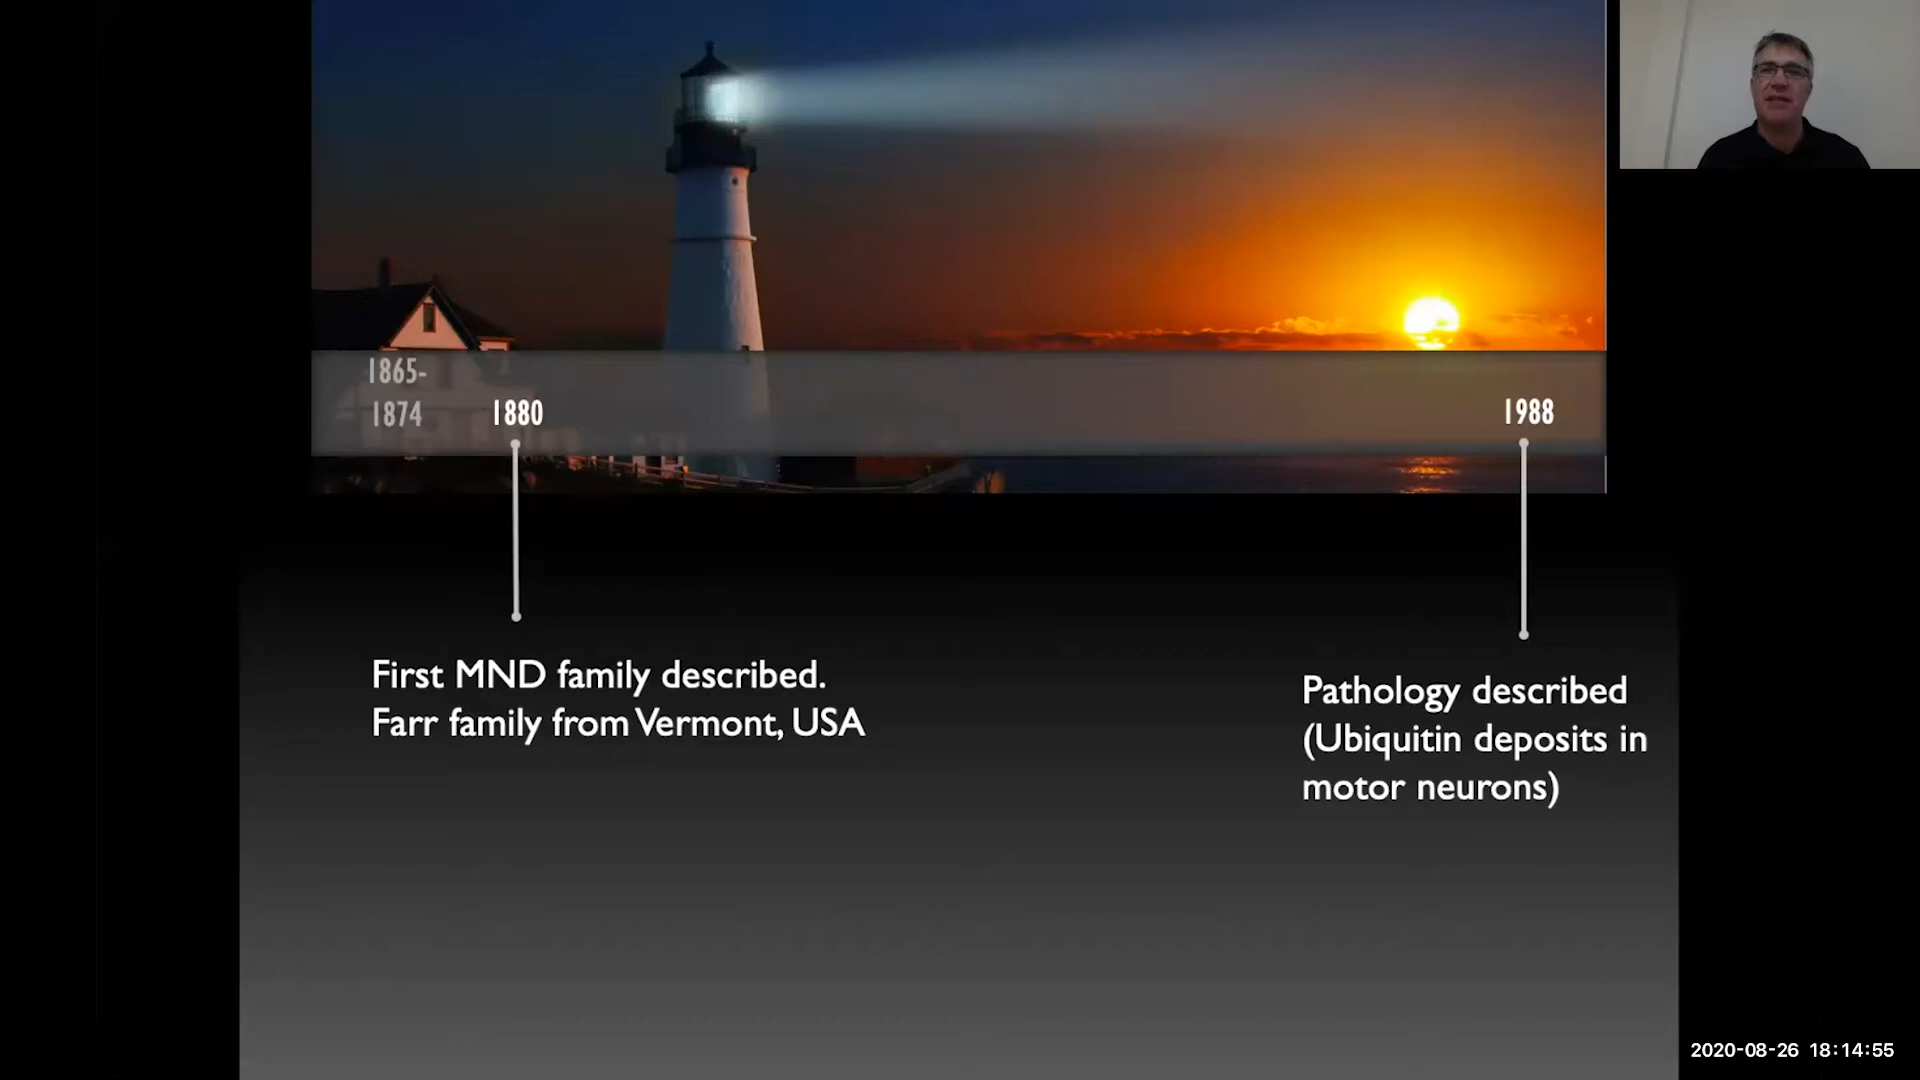 1865-
1874
1880
1988
First MND family described.
Farr family from Vermont, USA
Pathology described
(Ubiquitin deposits in
motor neurons)
2020-08-26 18:14:55